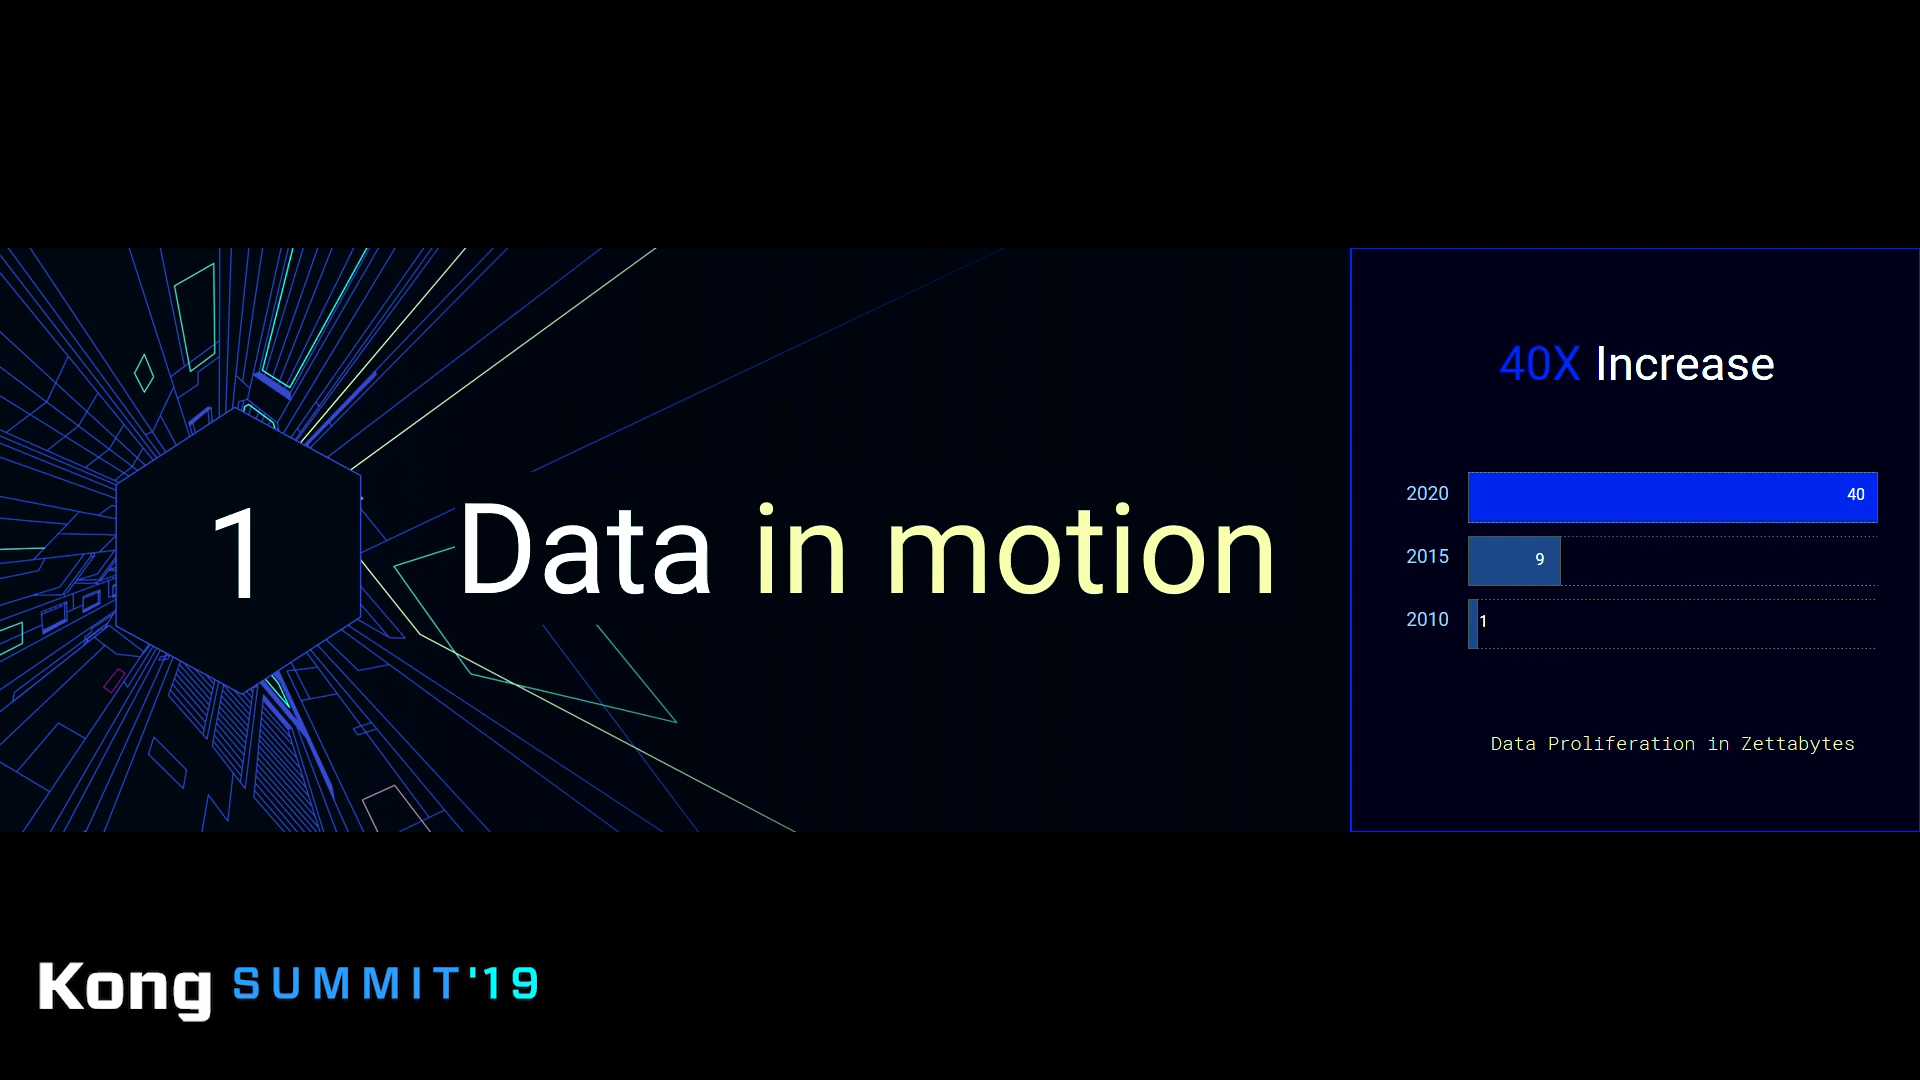 1
Data in motion
40X Increase
2020 40
2015 9
2010 1
Data Proliferation in Zettabytes
Kong SUMMIT'19